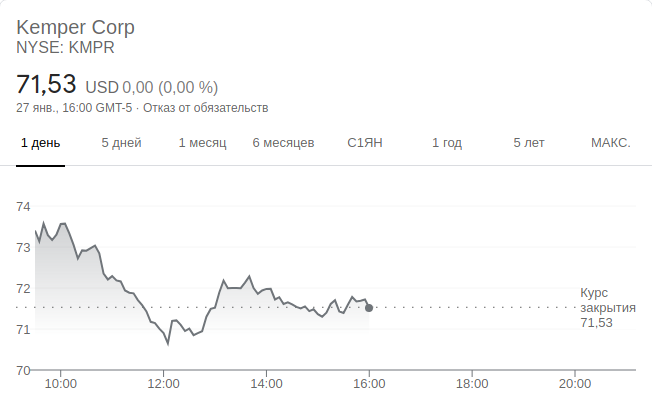 Kemper Corp
NYSE: KMPR
71,53 USD 0,00 (0,00 %)
27 янв., 16:00 GMT-5 · Отказ от обязательств
1 день 5 дней 1 месяц 6 месяцев С1ЯН 1 год 5 лет МАКС.
74
73
72
71
70
Курс
закрытия
71,53
10:00 12:00 14:00 16:00 18:00 20:00